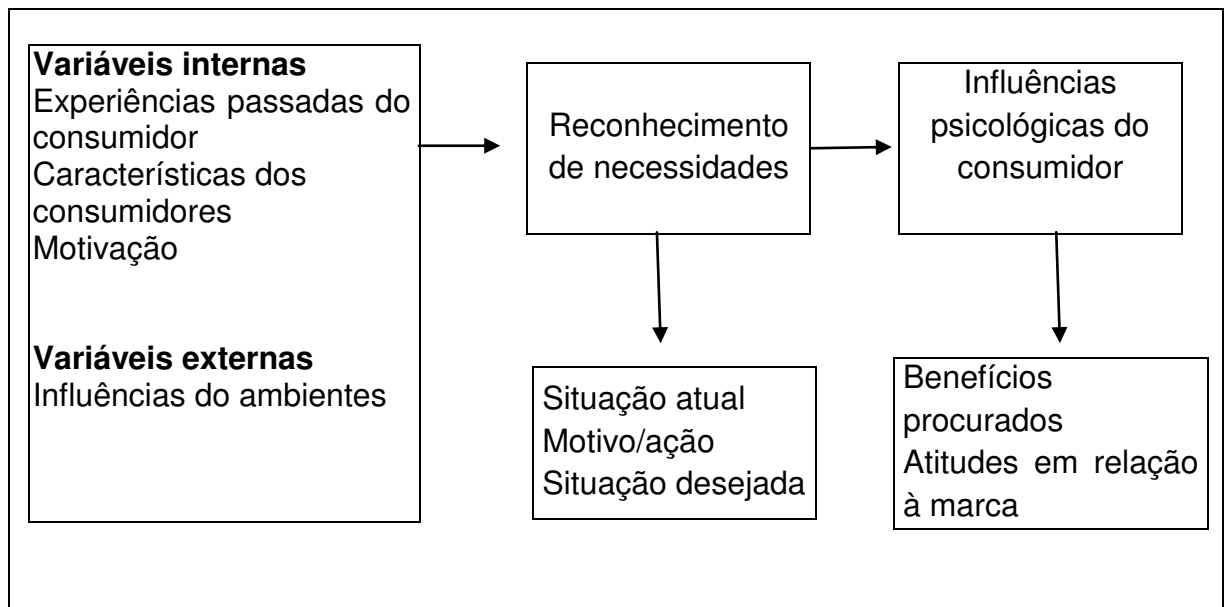 Variáveis internas
Experiências passadas do
consumidor
Características dos
consumidores
Motivação
Variáveis externas
Influências do ambientes
Reconhecimento
de necessidades
Situação atual
Motivo/ação
Situação desejada
Influências
psicológicas do
consumidor
Benefícios
procurados
Atitudes em relação
à marca